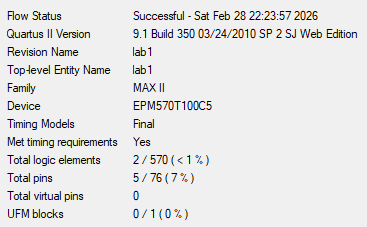 Flow Status Successful - Sat Feb 28 22:23:57 2026
Quartus II Version 9.1 Build 350 03/24/2010 SP 2 SJ Web Edition
Revision Name lab1
Top-level Entity Name lab1
Family MAX II
Device EPM570T100C5
Timing Models Final
Met timing requirements Yes
Total logic elements 2 / 570 ( < 1 % )
Total pins 5 / 76 ( 7 % )
Total virtual pins 0
UFM blocks 0 / 1 ( 0 % )